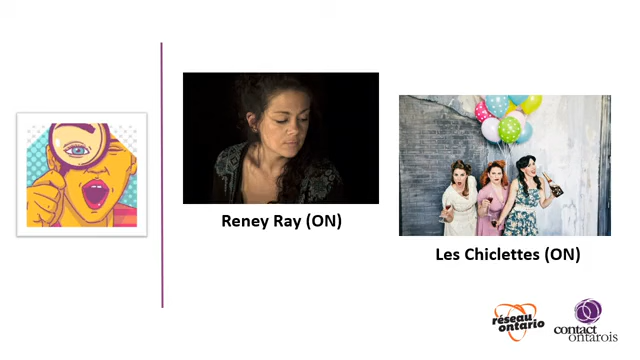 Reney Ray (ON)
Les Chiclettes (ON)
réseau
ontario
contact
ontarois